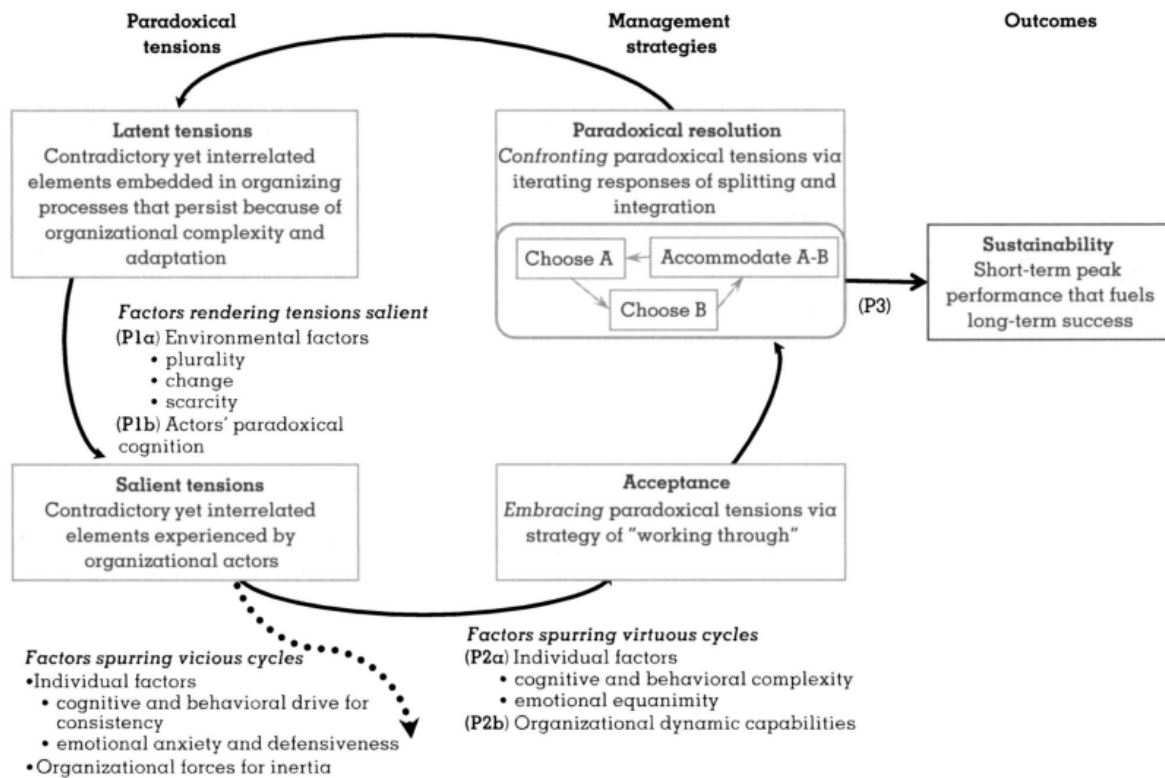 Paradoxical
tensions
Management
strategies
Outcomes
Latent tensions
Contradictory yet interrelated
elements embedded in organizing
processes that persist because of
organizational complexity and
adaptation
Paradoxical resolution
Confronting paradoxical tensions via
iterating responses of splitting and
integration
Choose A
Accommodate A-B
Choose B
(P3)
Sustainability
Short-term peak
performance that fuels
long-term success
Factors rendering tensions salient
(P1a) Environmental factors
• plurality
• change
• scarcity
(P1b) Actors' paradoxical
cognition
Salient tensions
Contradictory yet interrelated
elements experienced by
organizational actors
Acceptance
Embracing paradoxical tensions via
strategy of "working through"
Factors spurring vicious cycles
•Individual factors
• cognitive and behavioral drive for
consistency
• emotional anxiety and defensiveness
•Organizational forces for inertia
Factors spurring virtuous cycles
(P2a) Individual factors
• cognitive and behavioral complexity
• emotional equanimity
(P2b) Organizational dynamic capabilities